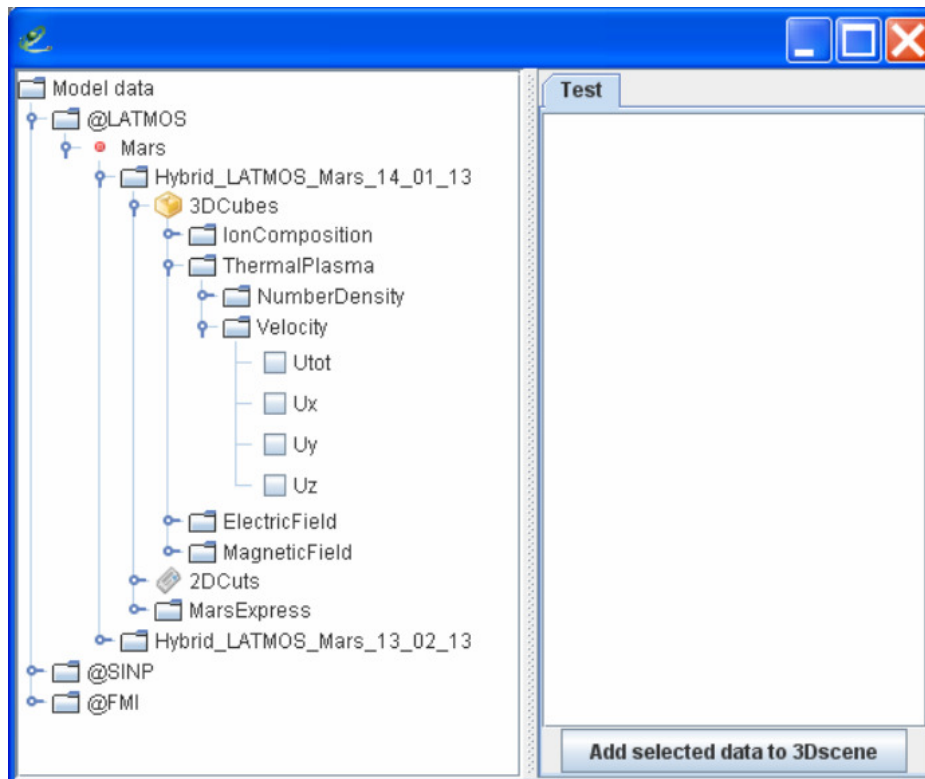 Model data
@LATMOS
Mars
Hybrid_LATMOS_Mars_14_01_13
3DCubes
IonComposition
ThermalPlasma
NumberDensity
Velocity
Utot
Ux
Uy
Uz
ElectricField
MagneticField
2DCuts
MarsExpress
Hybrid_LATMOS_Mars_13_02_13
@SINP
@FMI
Test
Add selected data to 3Dscene